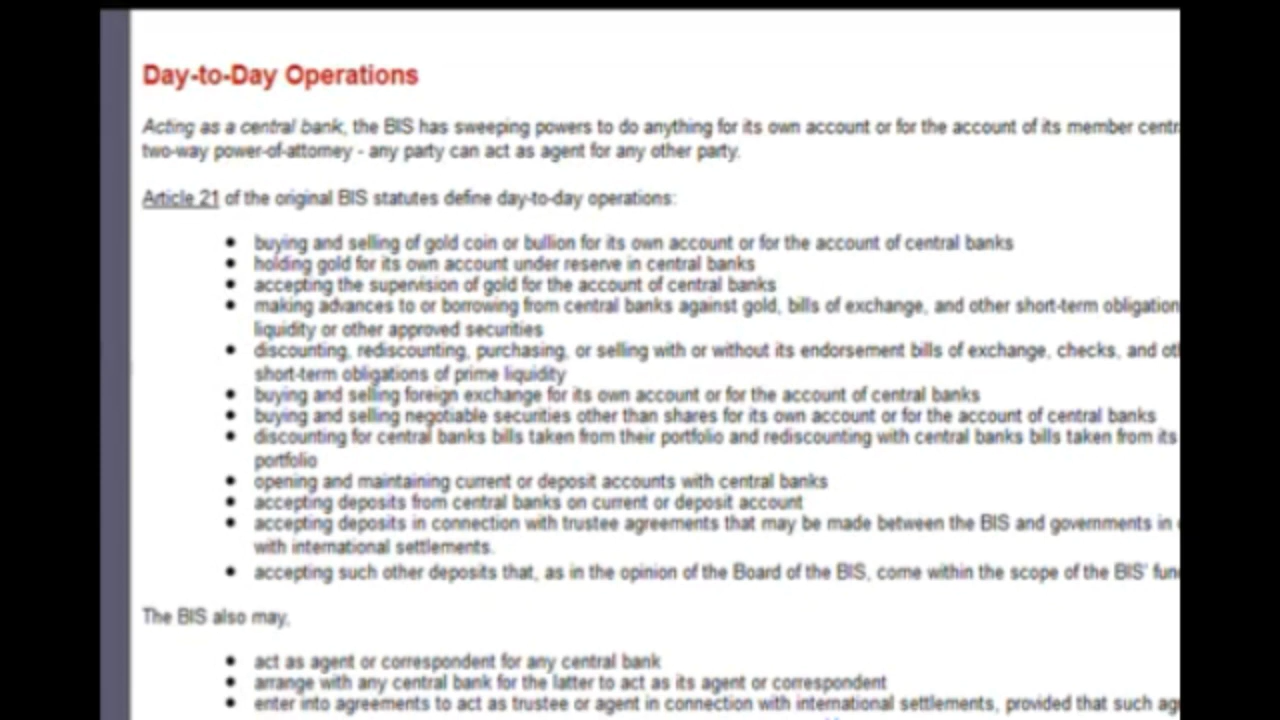 Day-to-Day Operations
Acting as a central bank, the BIS has sweeping powers to do anything for its own account or for the account of its member
two-way power-of-attorney - any party can act as agent for any other party.
Article 21 of the original BIS statutes define day-to-day operations:
buying and selling of gold coin or bullion for its own account or for the account of central banks
holding gold for its own account under reserve in central banks
accepting the supervision of gold for the account of central banks
making advances to or borrowing from central banks against gold, bills of exchange, and other short-term obligation
liquidity or other approved securities
discounting, rediscounting, purchasing, or selling with or without its endorsement bills of exchange, checks, and
short-term obligations of prime liquidity
buying and selling foreign exchange for its own account or for the account of central banks
buying and selling negotiable securities other than shares for its own account or for the account of central banks
discounting for central banks bills taken from their portfolio and rediscounting with central banks bills taken from its
portfolio
opening and maintaining current or deposit accounts with central banks
accepting deposits from central banks on current or deposit account
accepting deposits in connection with trustee agreements that may be made between the BIS and governments in
with international settlements.
accepting such other deposits that, as in the opinion of the Board of the BIS, come within the scope of the BIS'
The BIS also may,
act as agent or correspondent for any central bank
arrange with any central bank for the latter to act as its agent or correspondent
enter into agreements to act as trustee or agent in connection with international settlements, provided that such